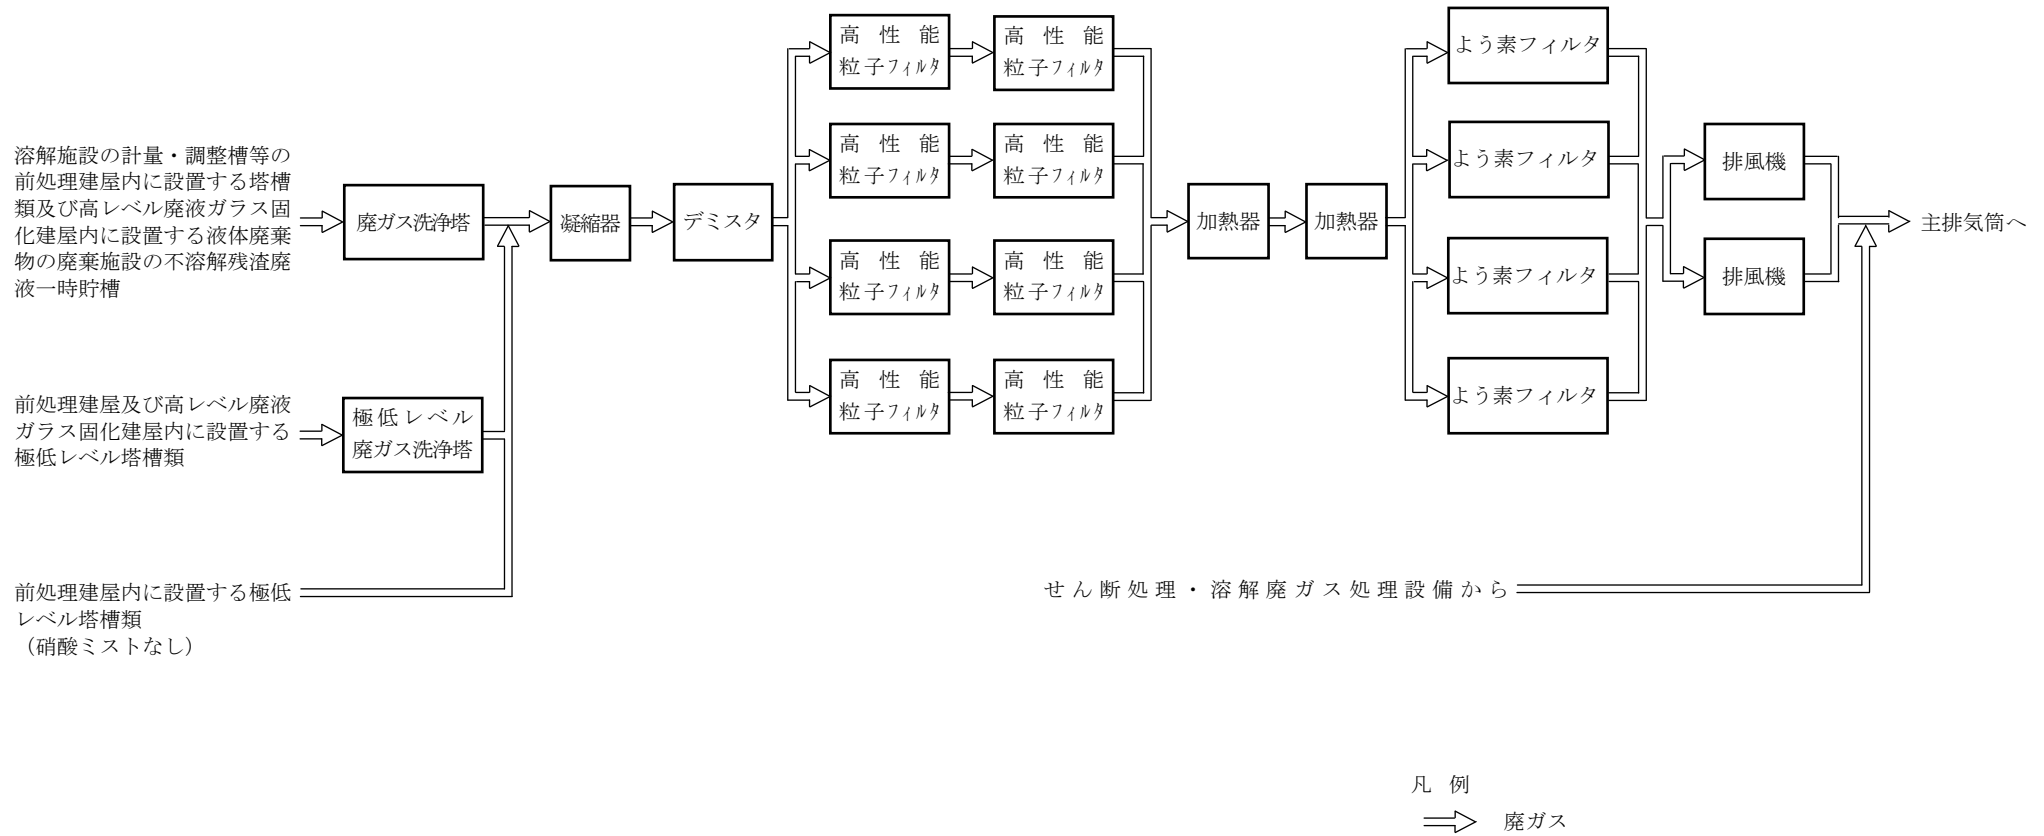 溶解施設の計量・調整槽等の
前処理建屋内に設置する塔槽
類及び高レベル廃液ガラス固
化建屋内に設置する液体廃棄
物の廃棄施設の不溶解残渣廃
液一時貯槽
廃ガス洗浄塔
前処理建屋及び高レベル廃液
ガラス固化建屋内に設置する
極低レベル塔槽類
極低レベル
廃ガス洗浄塔
前処理建屋内に設置する極低
レベル塔槽類
（硝酸ミストなし）
凝縮器
デミスタ
高性能
粒子フィルタ
高性能
粒子フィルタ
高性能
粒子フィルタ
高性能
粒子フィルタ
高性能
粒子フィルタ
高性能
粒子フィルタ
高性能
粒子フィルタ
高性能
粒子フィルタ
加熱器
加熱器
よう素フィルタ
よう素フィルタ
よう素フィルタ
よう素フィルタ
排風機
排風機
主排気筒へ
せん断処理・溶解廃ガス処理設備から
凡例
廃ガス